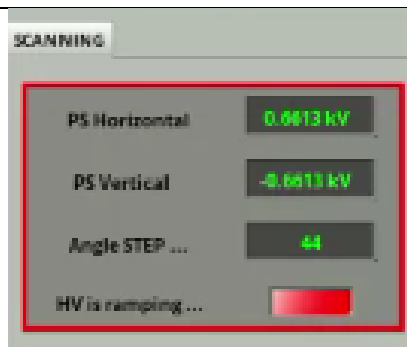 SCANNING
PS Horizontal 0.6613 kV
PS Vertical -0.6613 kV
Angle STEP ... 44
HV is ramping ...